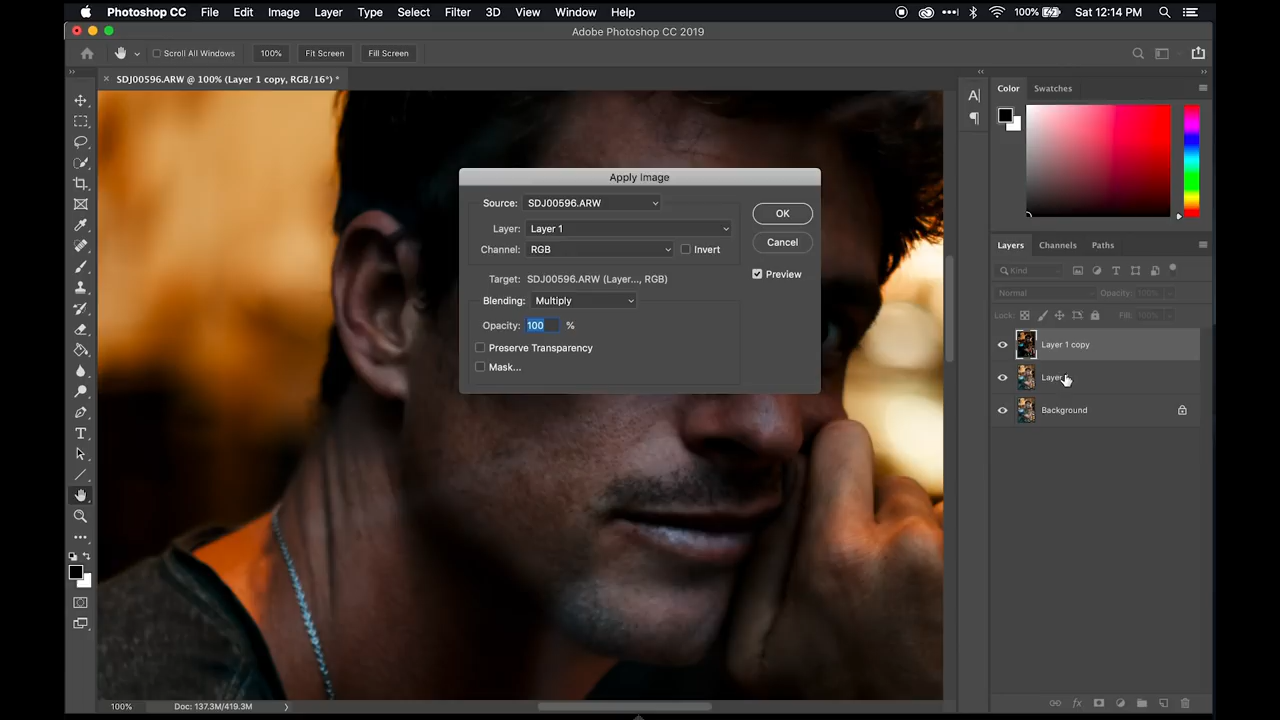 Photoshop CC File Edit Image Layer Type Select Filter 3D View Window Help 100% Sat 12:14 PM
Adobe Photoshop CC 2019
Scroll All Windows 100% Fit Screen Fill Screen
SDJ00596.ARW @ 100% (Layer 1 copy, RGB/16*) *
Color Swatches
Apply Image
Source: SDJ00596.ARW
OK
Layer: Layer 1
Cancel
Channel: RGB Invert
Preview
Target: SDJ00596.ARW (Layer..., RGB)
Blending: Multiply
Opacity: 100 %
Preserve Transparency
Mask...
Layers Channels Paths
Kind
Normal Opacity: 100%
Lock: Fill: 100%
Layer 1 copy
Layer
Background
100% Doc: 137.3M/419.3M